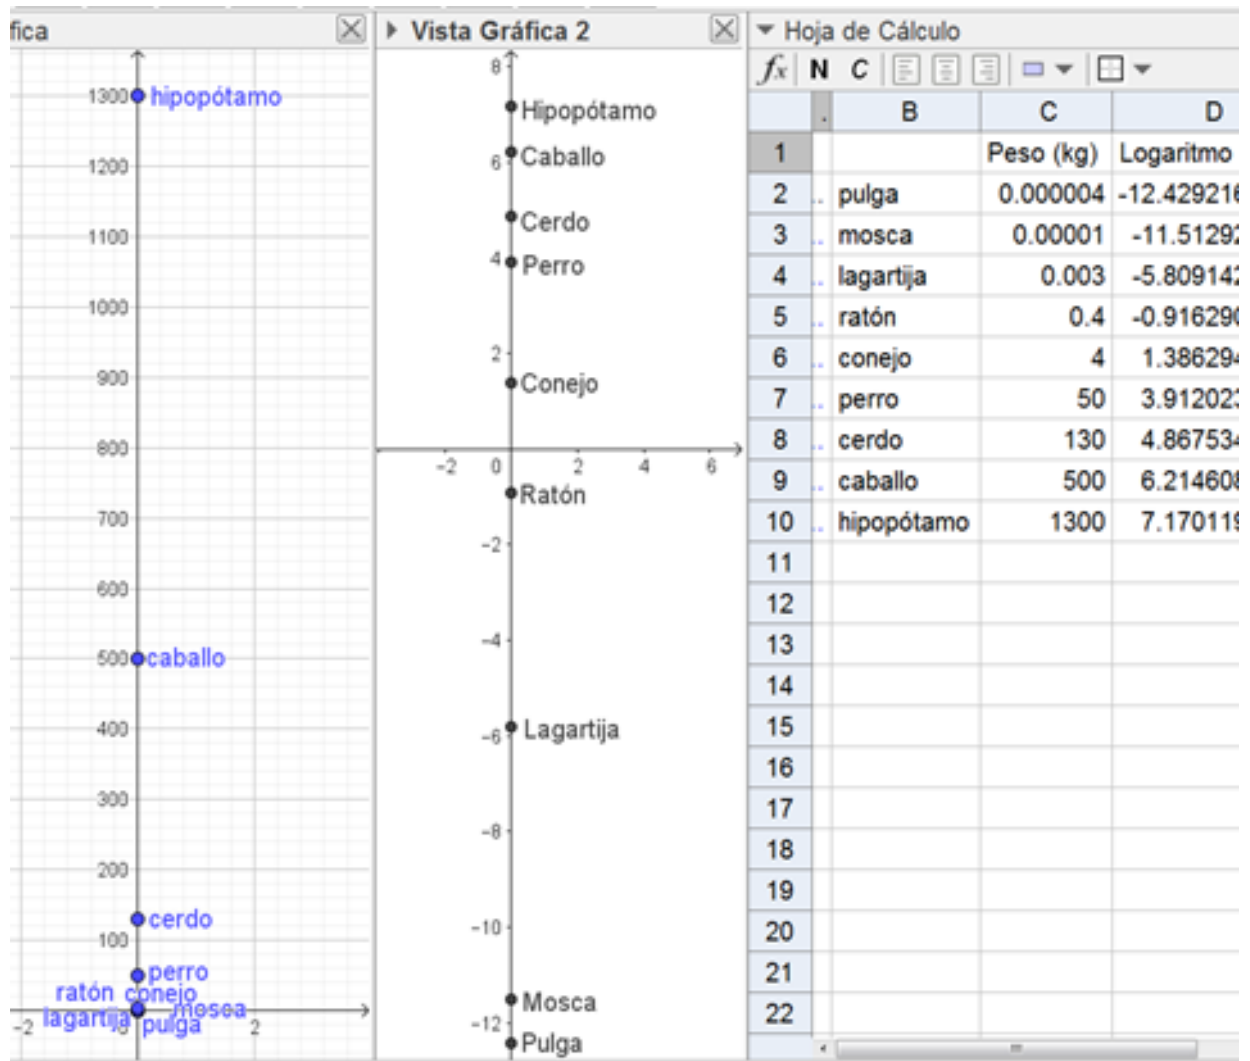 fica
Vista Gráfica 2
Hoja de Cálculo
fx N C
1300 hipopótamo
1200
1100
1000
900
800
700
600
500 caballo
400
300
200
cerdo
100
perro
ratón conejo
mosca
lagartija pulga
-2 2
8
Hipopótamo
6 Caballo
Cerdo
4 Perro
2
Conejo
-2 0 2 4 6
Ratón
-2
-4
-6 Lagartija
-8
-10
Mosca
-12
Pulga
B C D
1 Peso (kg) Logaritmo
2 .. pulga 0.000004 -12.429216
3 .. mosca 0.00001 -11.51292
4 .. lagartija 0.003 -5.809142
5 .. ratón 0.4 -0.916290
6 .. conejo 4 1.386294
7 .. perro 50 3.912023
8 .. cerdo 130 4.867534
9 .. caballo 500 6.214608
10 .. hipopótamo 1300 7.170119
11
12
13
14
15
16
17
18
19
20
21
22